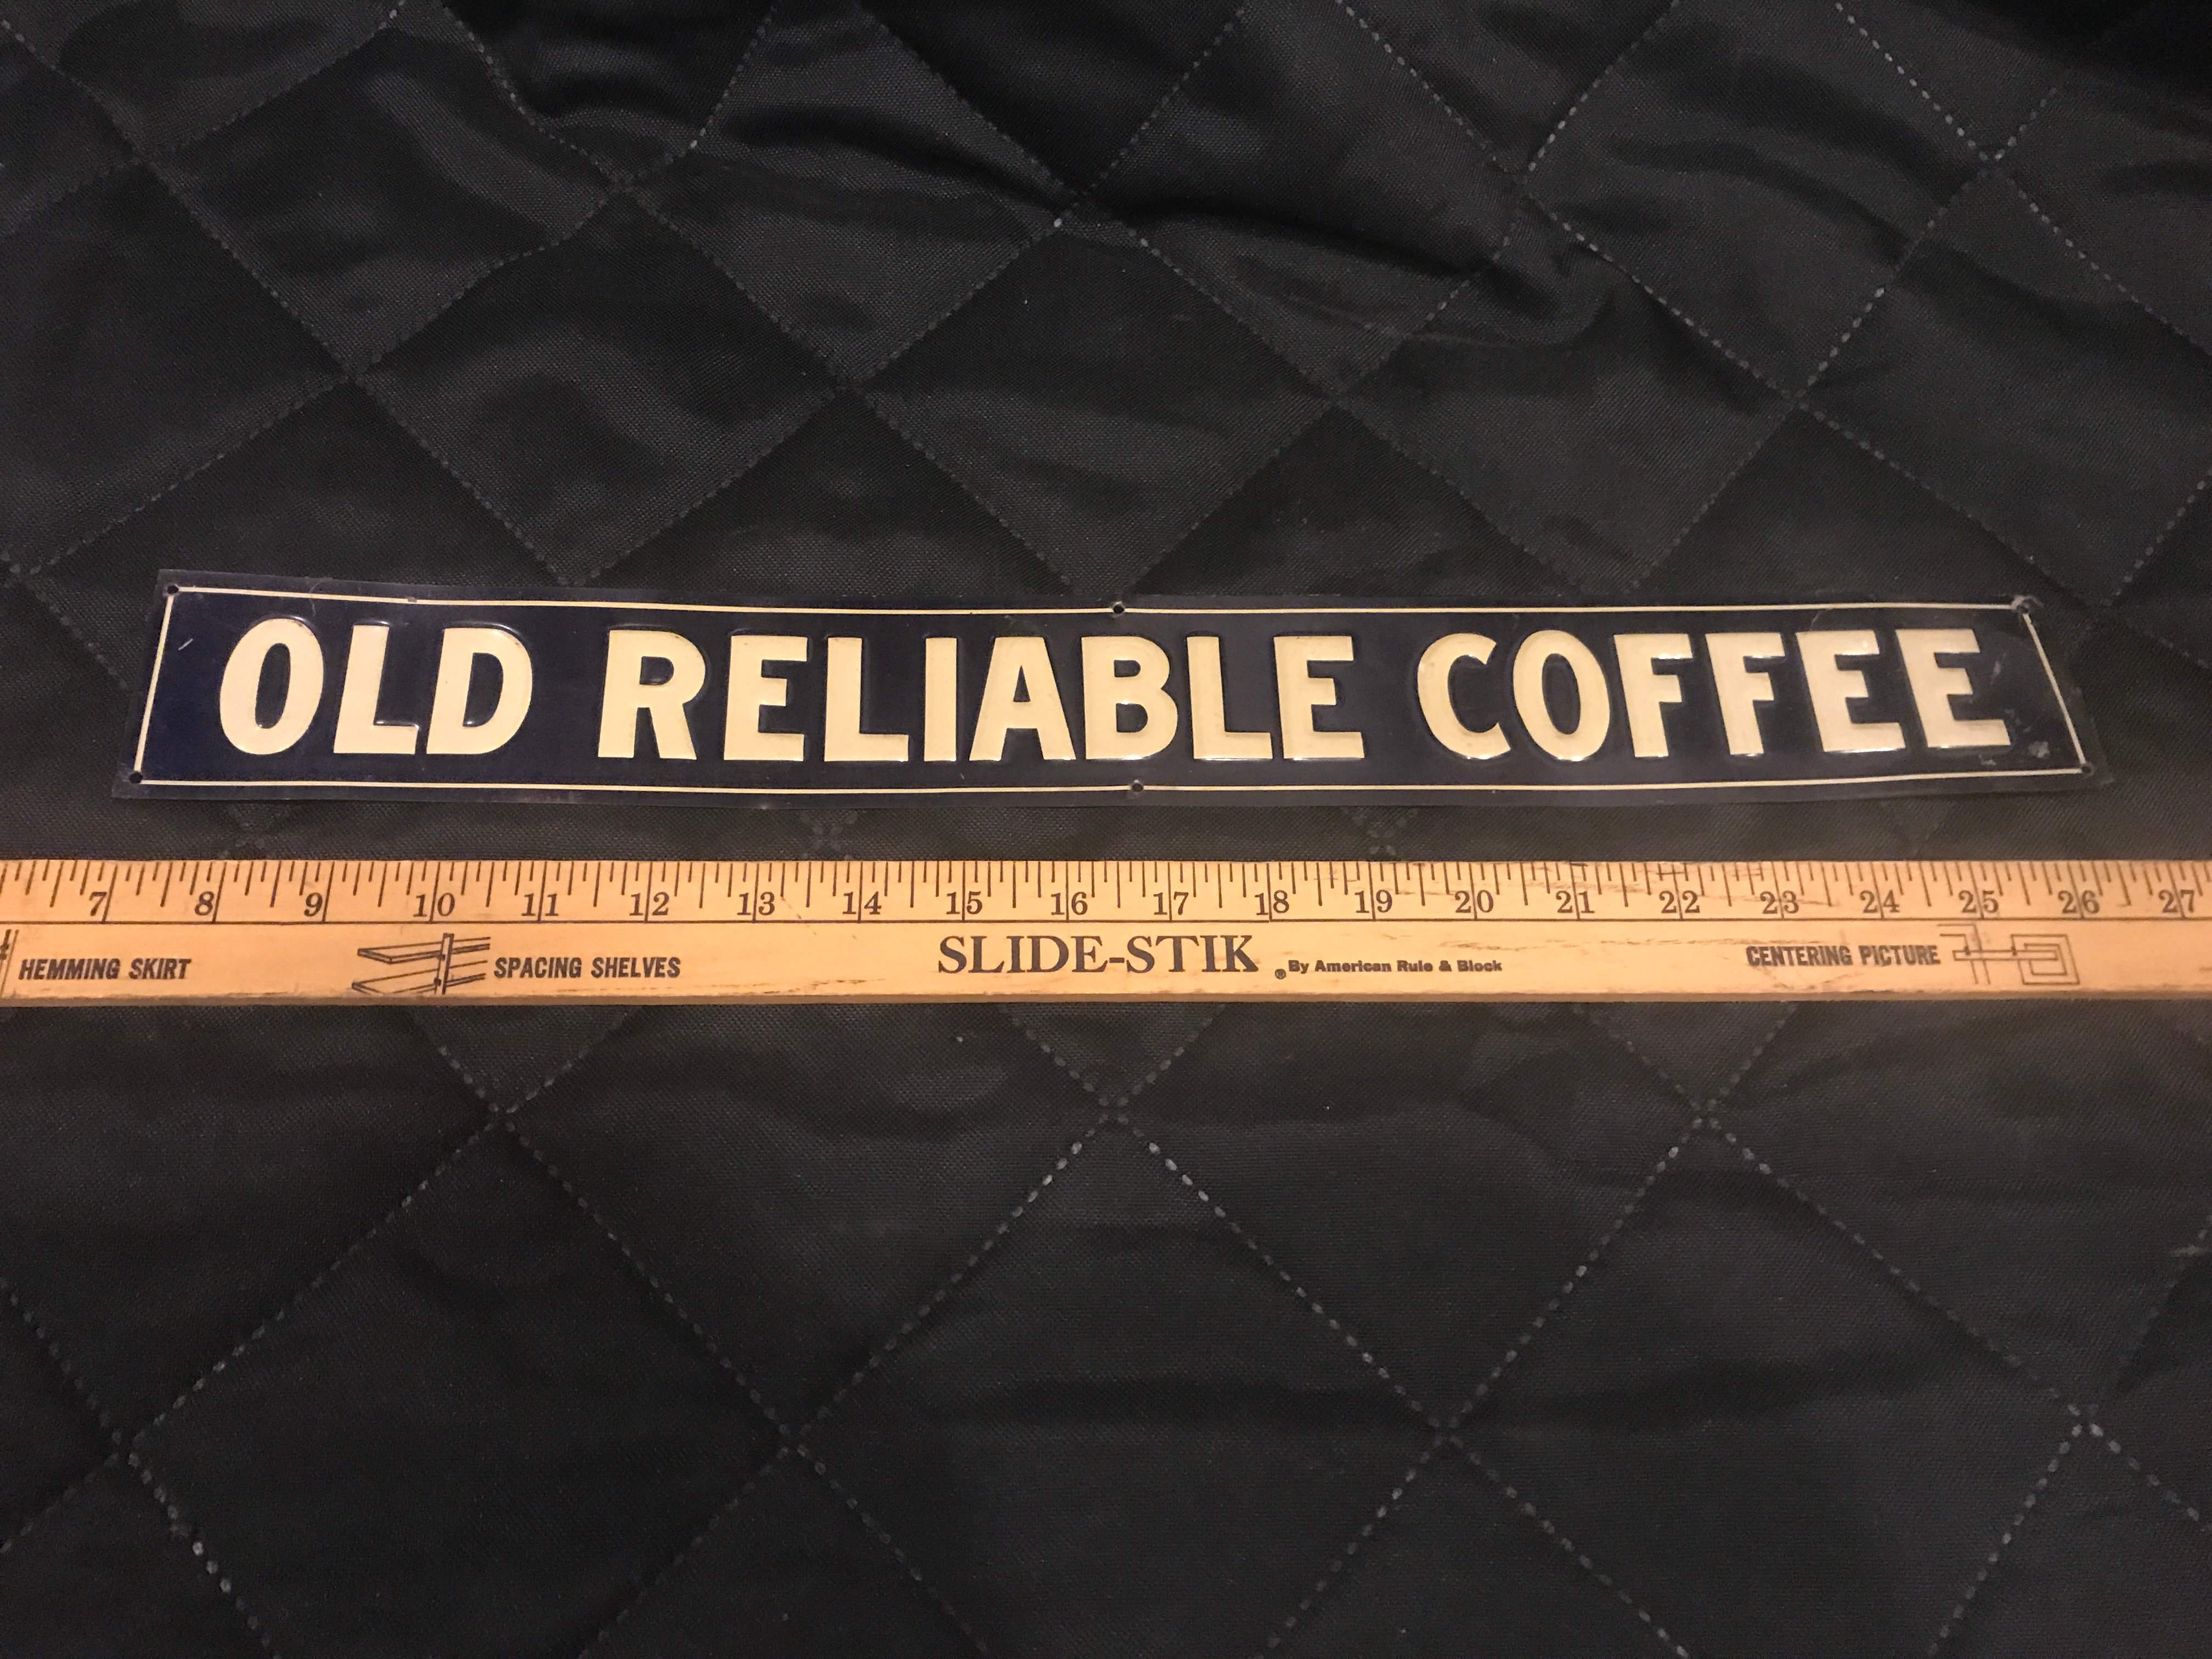 OLD RELIABLE COFFEE
7 8 9 10 11 12 13 14 15 16 17 18 19 20 21 22 23 24 25 26 27
HEMMING SKIRT SPACING SHELVES SLIDE-STIK ® By American Rule & Block CENTERING PICTURE